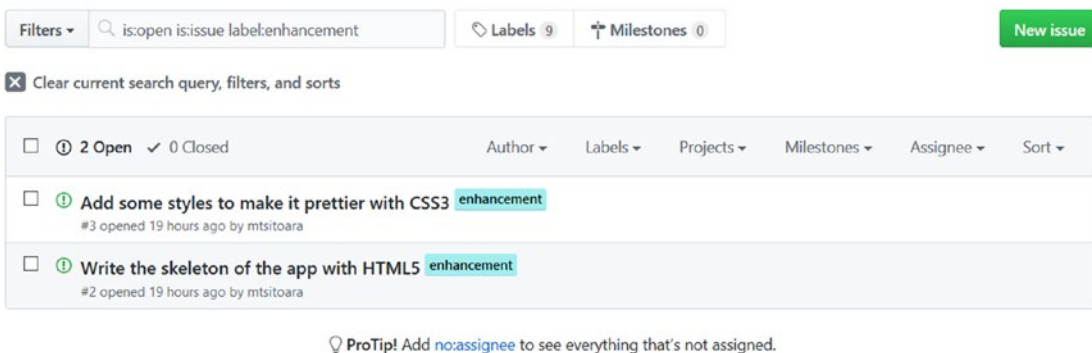 Filters is:open is:issue label:enhancement Labels 9 Milestones 0 New issue
Clear current search query, filters, and sorts
2 Open 0 Closed Author Labels Projects Milestones Assignee Sort
Add some styles to make it prettier with CSS3 enhancement
#3 opened 19 hours ago by mtsitoara
Write the skeleton of the app with HTML5 enhancement
#2 opened 19 hours ago by mtsitoara
ProTip! Add no:assignee to see everything that's not assigned.